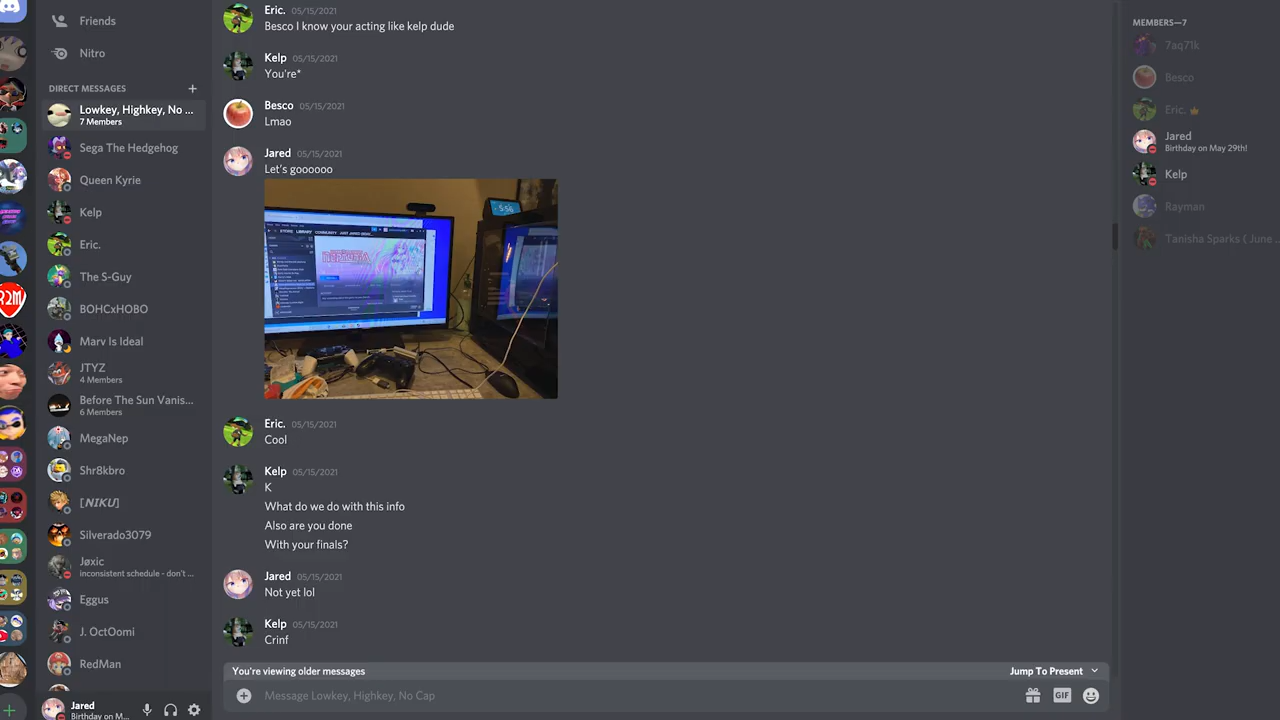 Friends
Nitro
DIRECT MESSAGES
Lowkey, Highkey, No ...
7 Members
Sega The Hedgehog
Queen Kyrie
Kelp
Eric.
The S-Guy
BOHCxHOBO
Marv Is Ideal
JTYZ
4 Members
Before The Sun Vanis...
6 Members
MegaNep
Shr8kbro
[NIKU]
Silverado3079
Jøxic
inconsistent schedule - don't ...
Eggus
J. OctOomi
RedMan
Jared
Birthday on M...
R2M
Eric. 05/15/2021
Besco I know your acting like kelp dude
Kelp 05/15/2021
You're*
Besco 05/15/2021
Lmao
Jared 05/15/2021
Let's goooooo
STORE LIBRARY COMMUNITY
5:56
Eric. 05/15/2021
Cool
Kelp 05/15/2021
K
What do we do with this info
Also are you done
With your finals?
Jared 05/15/2021
Not yet lol
Kelp 05/15/2021
Crinf
You're viewing older messages
Jump To Present
Message Lowkey, Highkey, No Cap
GIF
MEMBERS—7
7aq71k
Besco
Eric.
Jared
Birthday on May 29th!
Kelp
Rayman
Tanisha Sparks ( June ...